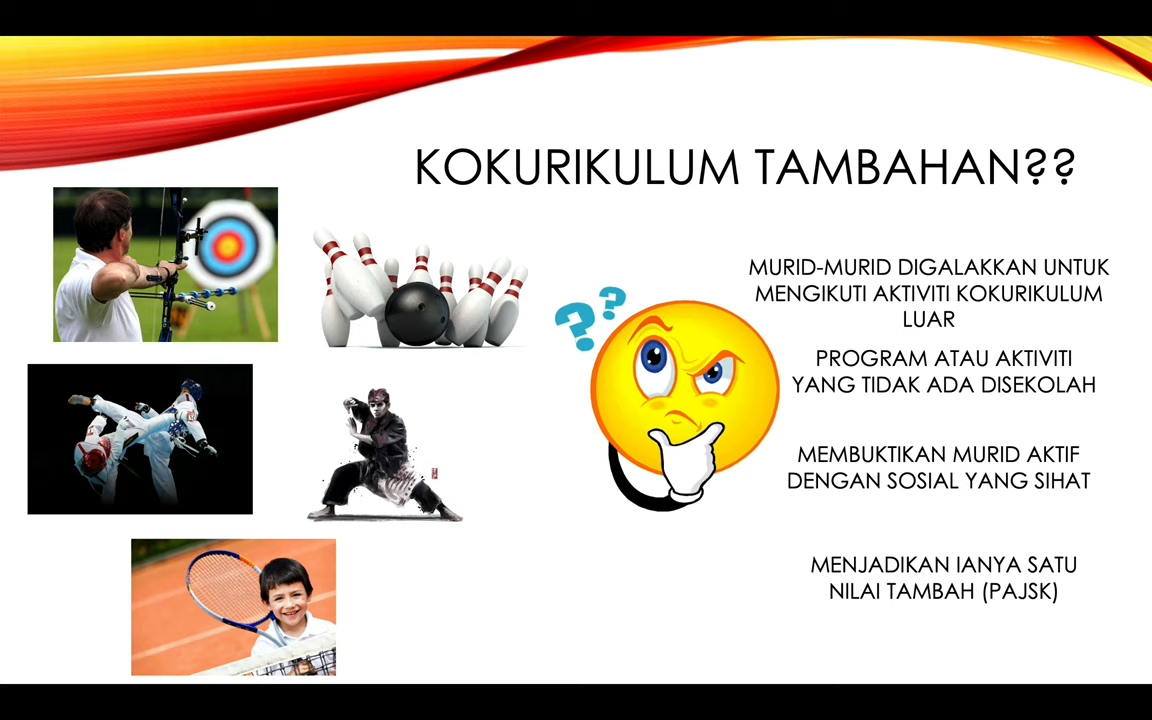 KOKURIKULUM TAMBAHAN??
MURID-MURID DIGALAKKAN UNTUK
MENGIKUTI AKTIVITI KOKURIKULUM
LUAR
PROGRAM ATAU AKTIVITI
YANG TIDAK ADA DISEKOLAH
MEMBUKTIKAN MURID AKTIF
DENGAN SOSIAL YANG SIHAT
MENJADIKAN IANYA SATU
NILAI TAMBAH (PAJSK)
??